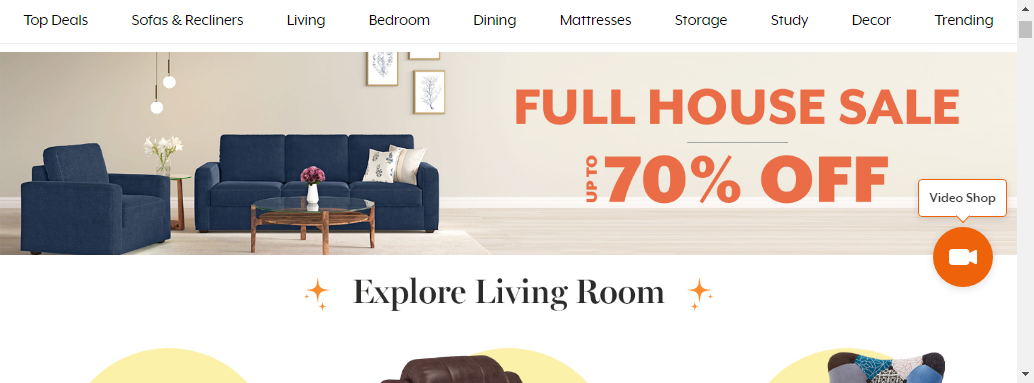 Top Deals Sofas & Recliners Living Bedroom Dining Mattresses Storage Study Decor Trending
FULL HOUSE SALE
UP TO 70% OFF
Video Shop
Explore Living Room